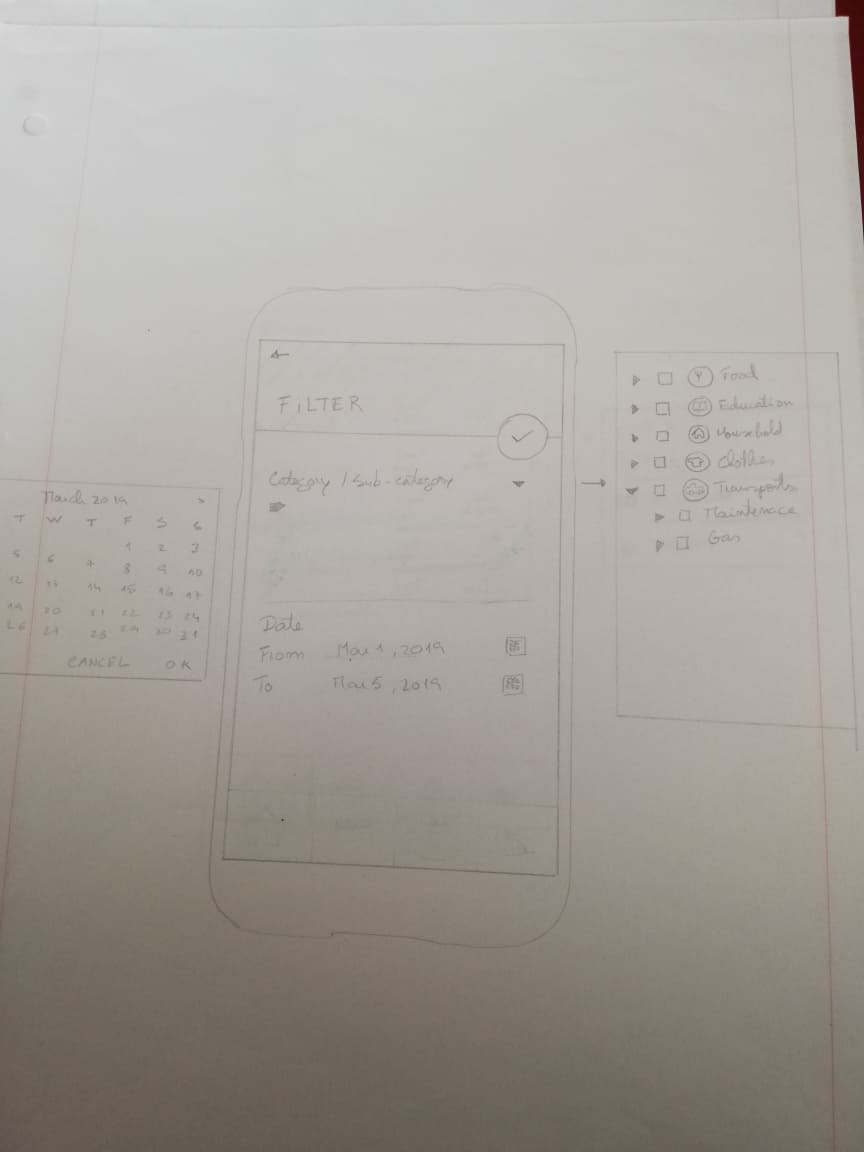 FILTER
Category / Sub-category
Date
From Mar 1, 2019
To Mar 5, 2019
March 2019 >
T W T F S S
1 2 3
5 6 7 8 9 10
12 13 14 15 16 17
19 20 21 22 23 24
26 27 28 29 30 31
CANCEL OK
Food
Education
Household
Clothes
Transports
Maintenace
Gas